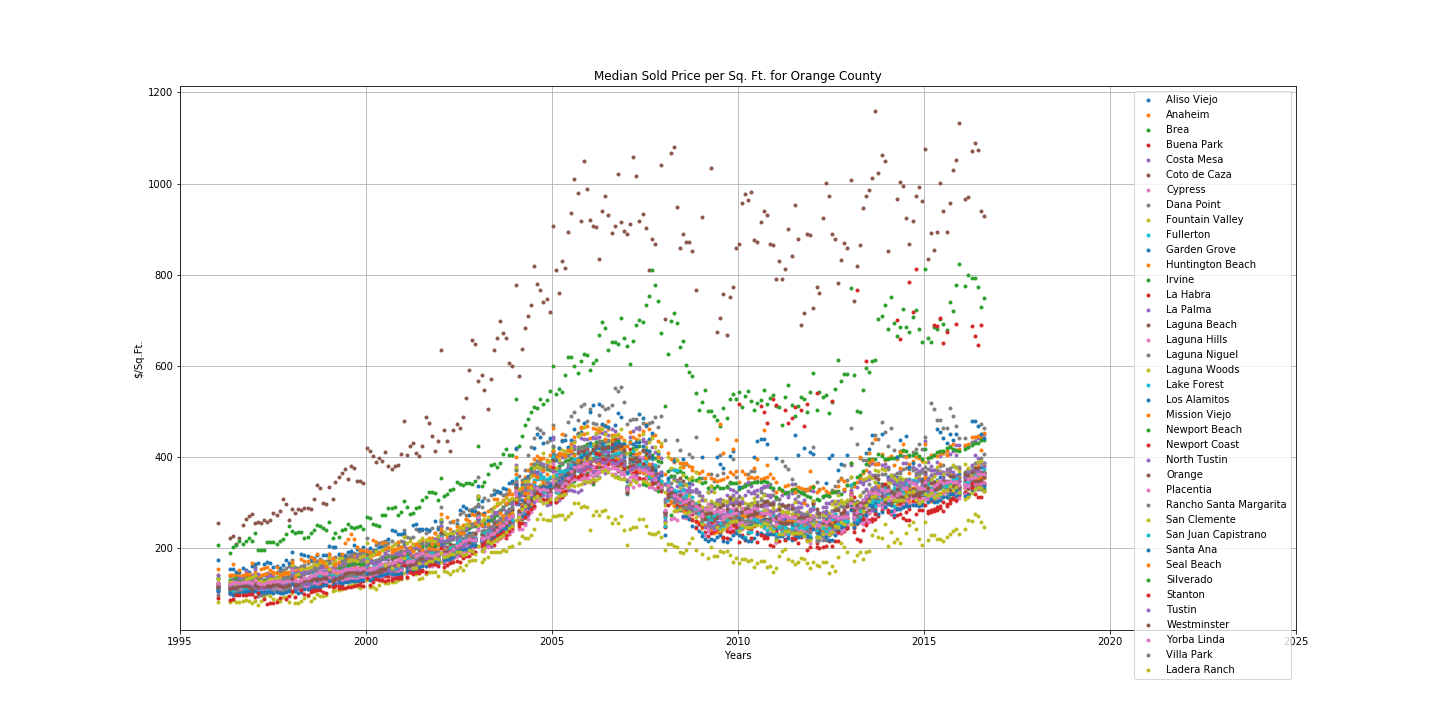 Median Sold Price per Sq. Ft. for Orange County
1200
1000
800
600
400
200
$/Sq.Ft.
1995
2000
2005
2010
2015
2020
2025
Years
Aliso Viejo
Anaheim
Brea
Buena Park
Costa Mesa
Coto de Caza
Cypress
Dana Point
Fountain Valley
Fullerton
Garden Grove
Huntington Beach
Irvine
La Habra
La Palma
Laguna Beach
Laguna Hills
Laguna Niguel
Laguna Woods
Lake Forest
Los Alamitos
Mission Viejo
Newport Beach
Newport Coast
North Tustin
Orange
Placentia
Rancho Santa Margarita
San Clemente
San Juan Capistrano
Santa Ana
Seal Beach
Silverado
Stanton
Tustin
Westminster
Yorba Linda
Villa Park
Ladera Ranch